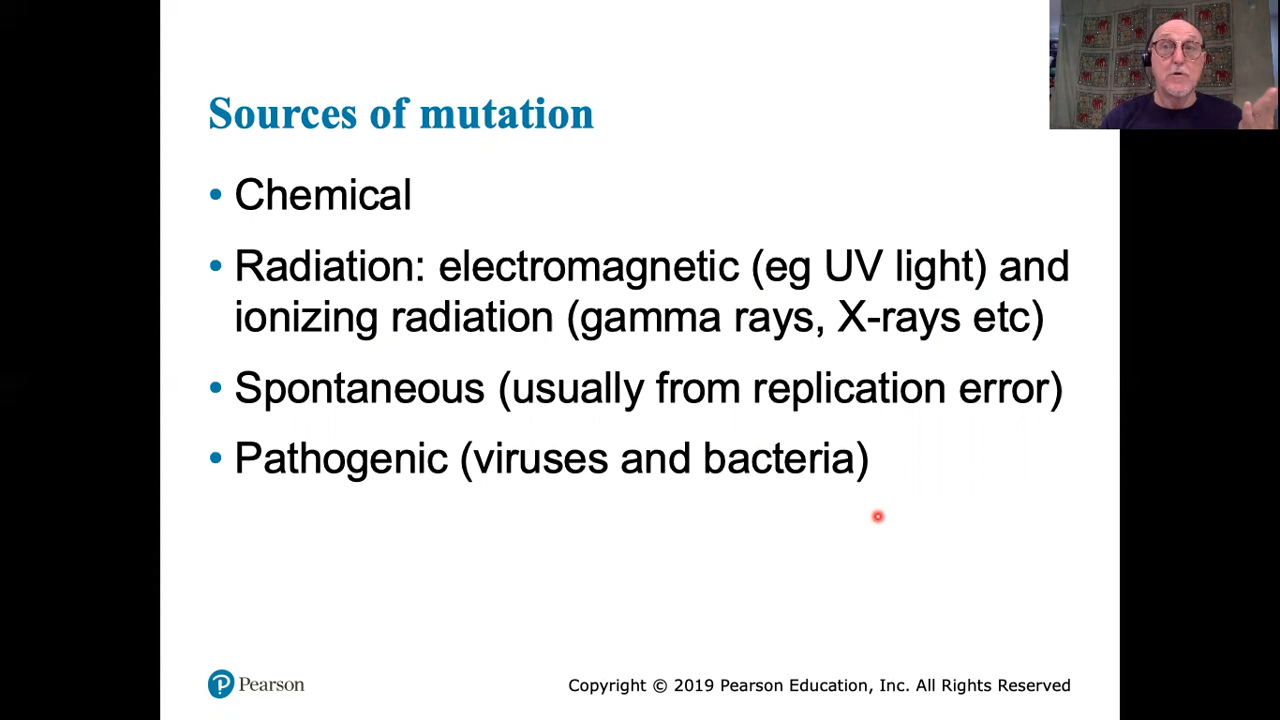 Sources of mutation
• Chemical
• Radiation: electromagnetic (eg UV light) and
ionizing radiation (gamma rays, X-rays etc)
• Spontaneous (usually from replication error)
• Pathogenic (viruses and bacteria)
P Pearson
Copyright © 2019 Pearson Education, Inc. All Rights Reserved